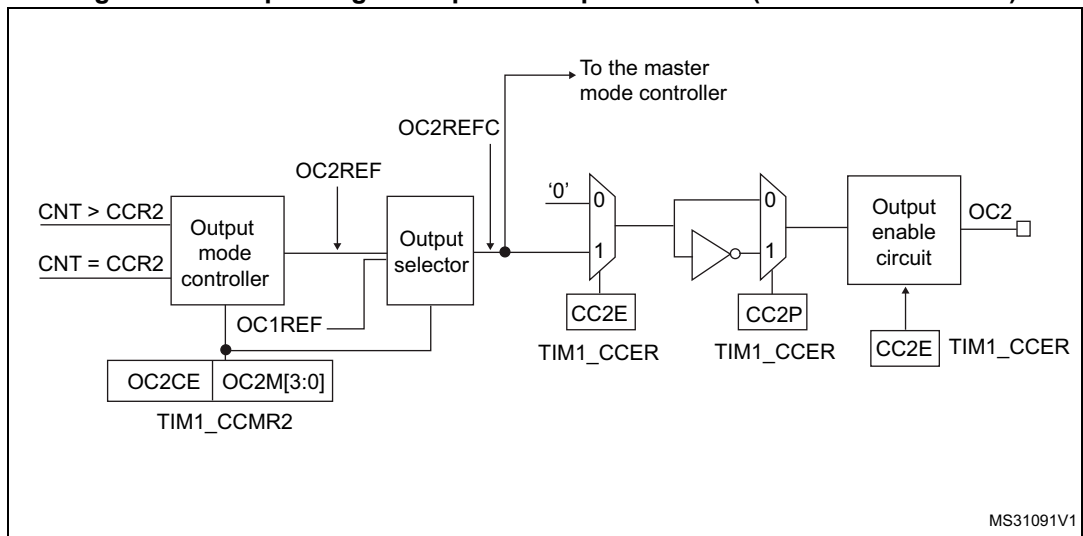 To the master
mode controller
OC2REFC
OC2REF
'0'
0
0
CNT > CCR2
Output
mode
controller
Output
selector
Output
enable
circuit
OC2
CNT = CCR2
1
1
OC1REF
CC2E
CC2P
CC2E
TIM1_CCER
TIM1_CCER
TIM1_CCER
OC2CE
OC2M[3:0]
TIM1_CCMR2
MS31091V1